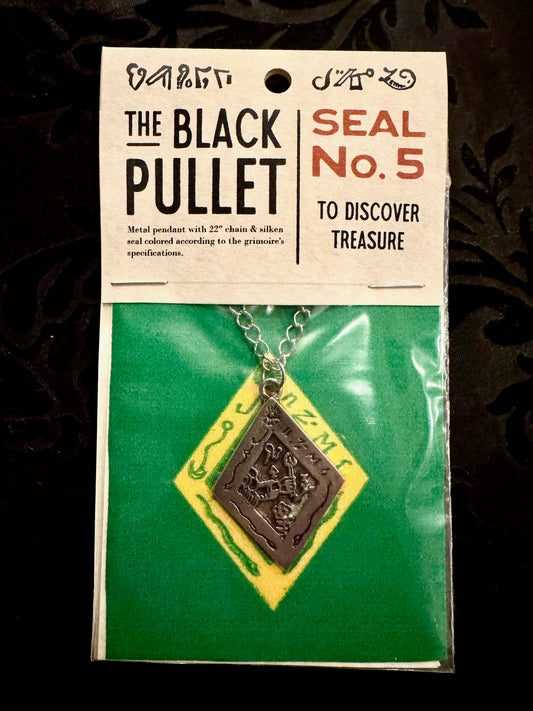 THE BLACK
PULLET
Metal pendant with 22" chain & silken
seal colored according to the grimoire's
specifications.
SEAL
No. 5
TO DISCOVER
TREASURE